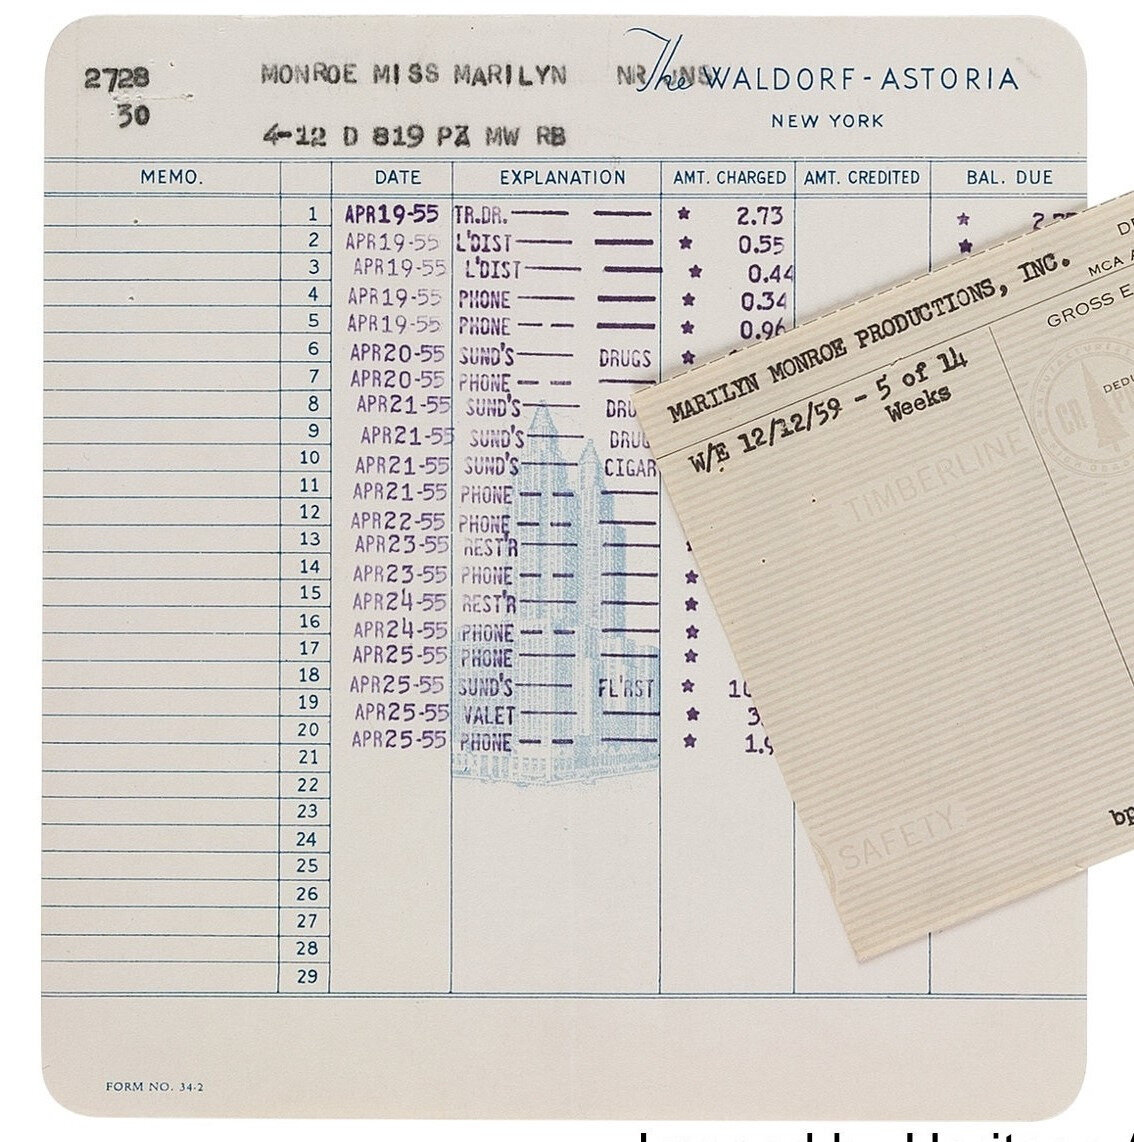 2728 MONROE MISS MARILYN NR The WALDORF-ASTORIA
30
NEW YORK
4-12 D 819 PZ MW RB
MEMO. DATE EXPLANATION AMT. CHARGED AMT. CREDITED BAL. DUE
1 APR19-55 TR.DR. 2.73
2 APR19-55 L'DIST 0.55
3 APR19-55 L'DIST 0.44
4 APR19-55 PHONE 0.34
5 APR19-55 PHONE 0.96
6 APR20-55 SUND'S DRUGS
7 APR20-55 PHONE
8 APR21-55 SUND'S
9 APR21-55 SUND'S
10 APR21-55 SUND'S CIGAR
11 APR21-55 PHONE
12 APR22-55 PHONE
13 APR23-55 REST'R
14 APR23-55 PHONE
15 APR24-55 REST'R
16 APR24-55 PHONE
17 APR25-55 PHONE
18 APR25-55 SUND'S FL'RST
19 APR25-55 VALET
20 APR25-55 PHONE
21
22
23
24
25
26
27
28
29
FORM NO. 34-2
MARILYN MONROE PRODUCTIONS, INC.
MCA
GROSS
W/E 12/12/59 - 5 of 14
Weeks
TIMBERLINE
SAFETY